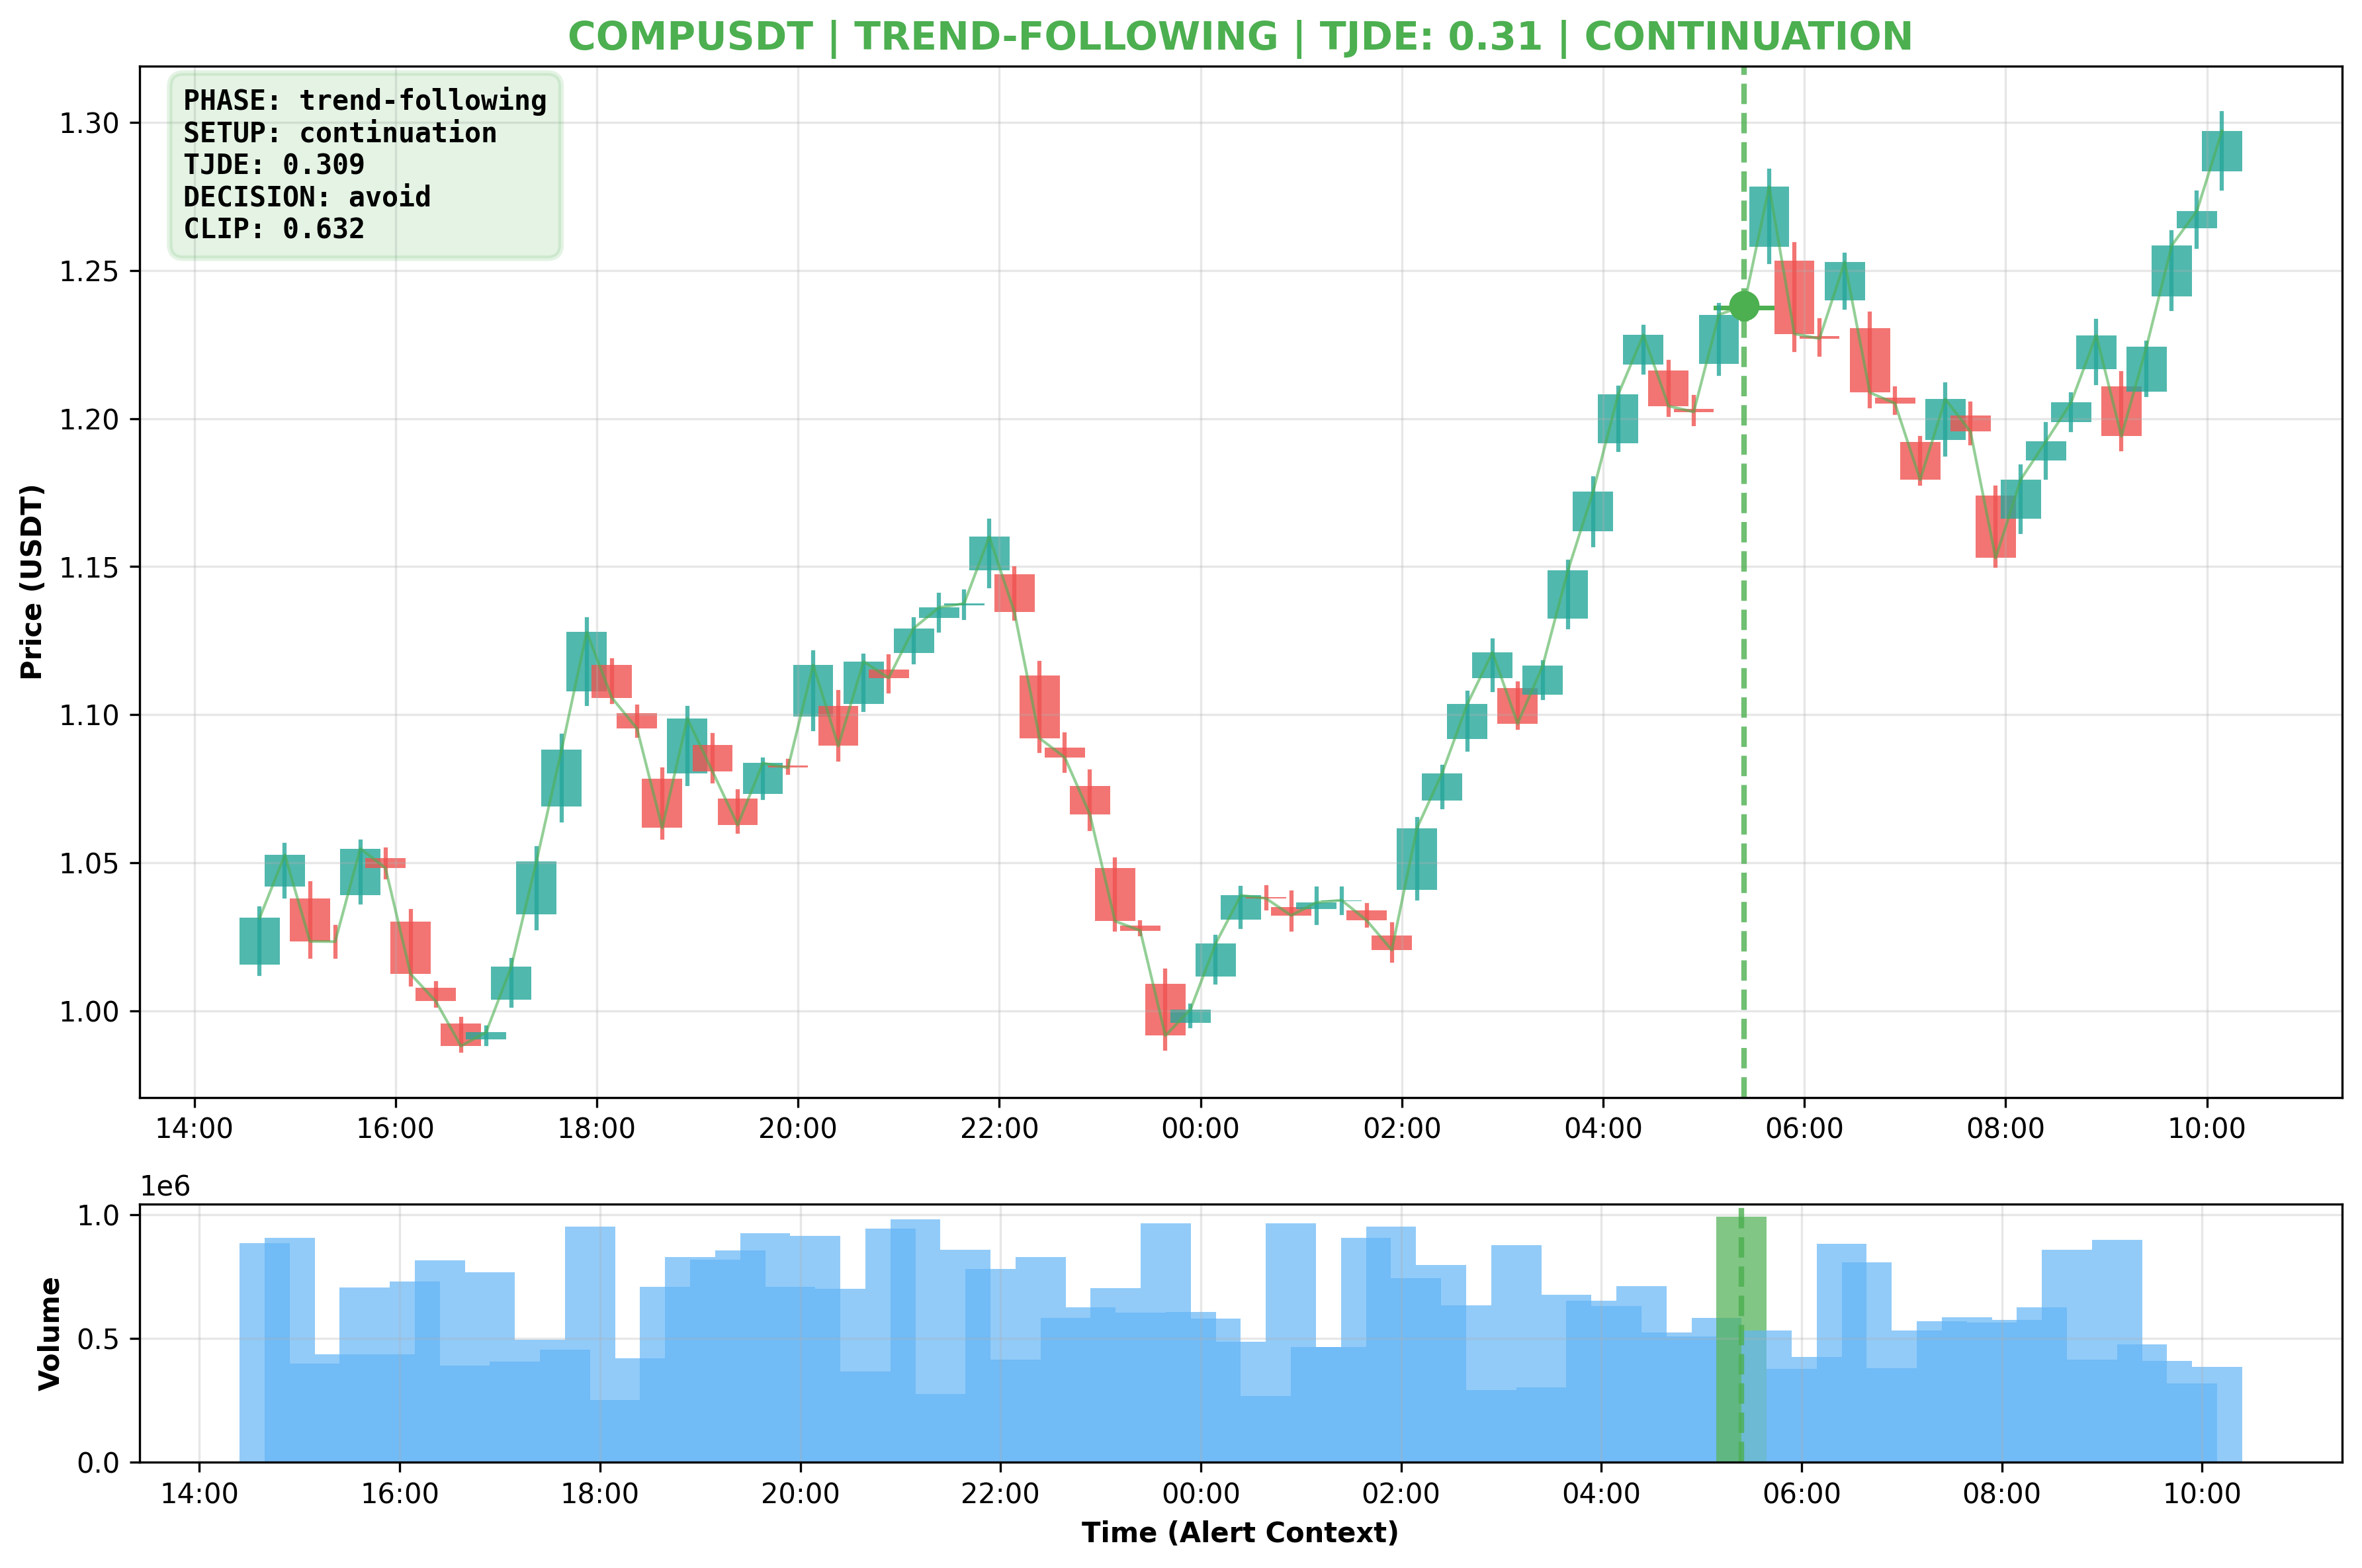 COMPUSDT | TREND-FOLLOWING | TJDE: 0.31 | CONTINUATION
PHASE: trend-following
SETUP: continuation
TJDE: 0.309
DECISION: avoid
CLIP: 0.632
Price (USDT)
1.30
1.25
1.20
1.15
1.10
1.05
1.00
14:00 16:00 18:00 20:00 22:00 00:00 02:00 04:00 06:00 08:00 10:00
1e6
Volume
1.0
0.5
0.0
14:00 16:00 18:00 20:00 22:00 00:00 02:00 04:00 06:00 08:00 10:00
Time (Alert Context)